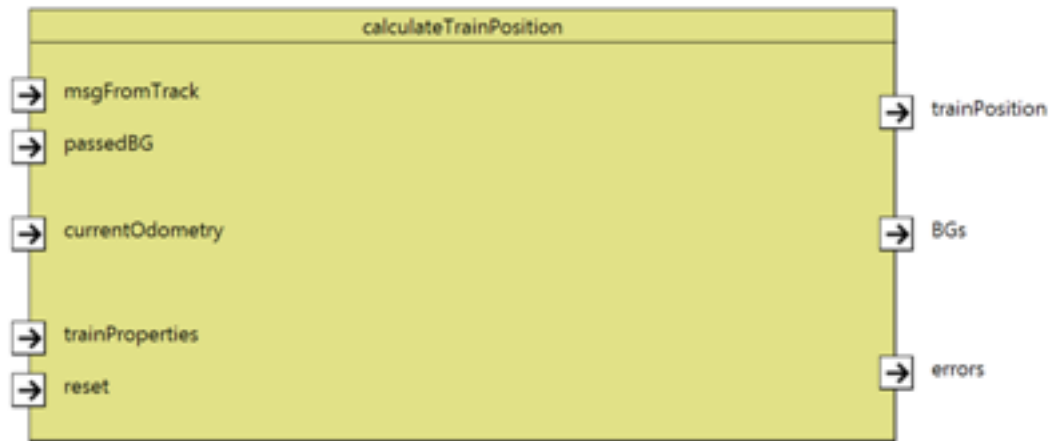 calculateTrainPosition
msgFromTrack
passedBG
currentOdometry
trainProperties
reset
trainPosition
BGs
errors